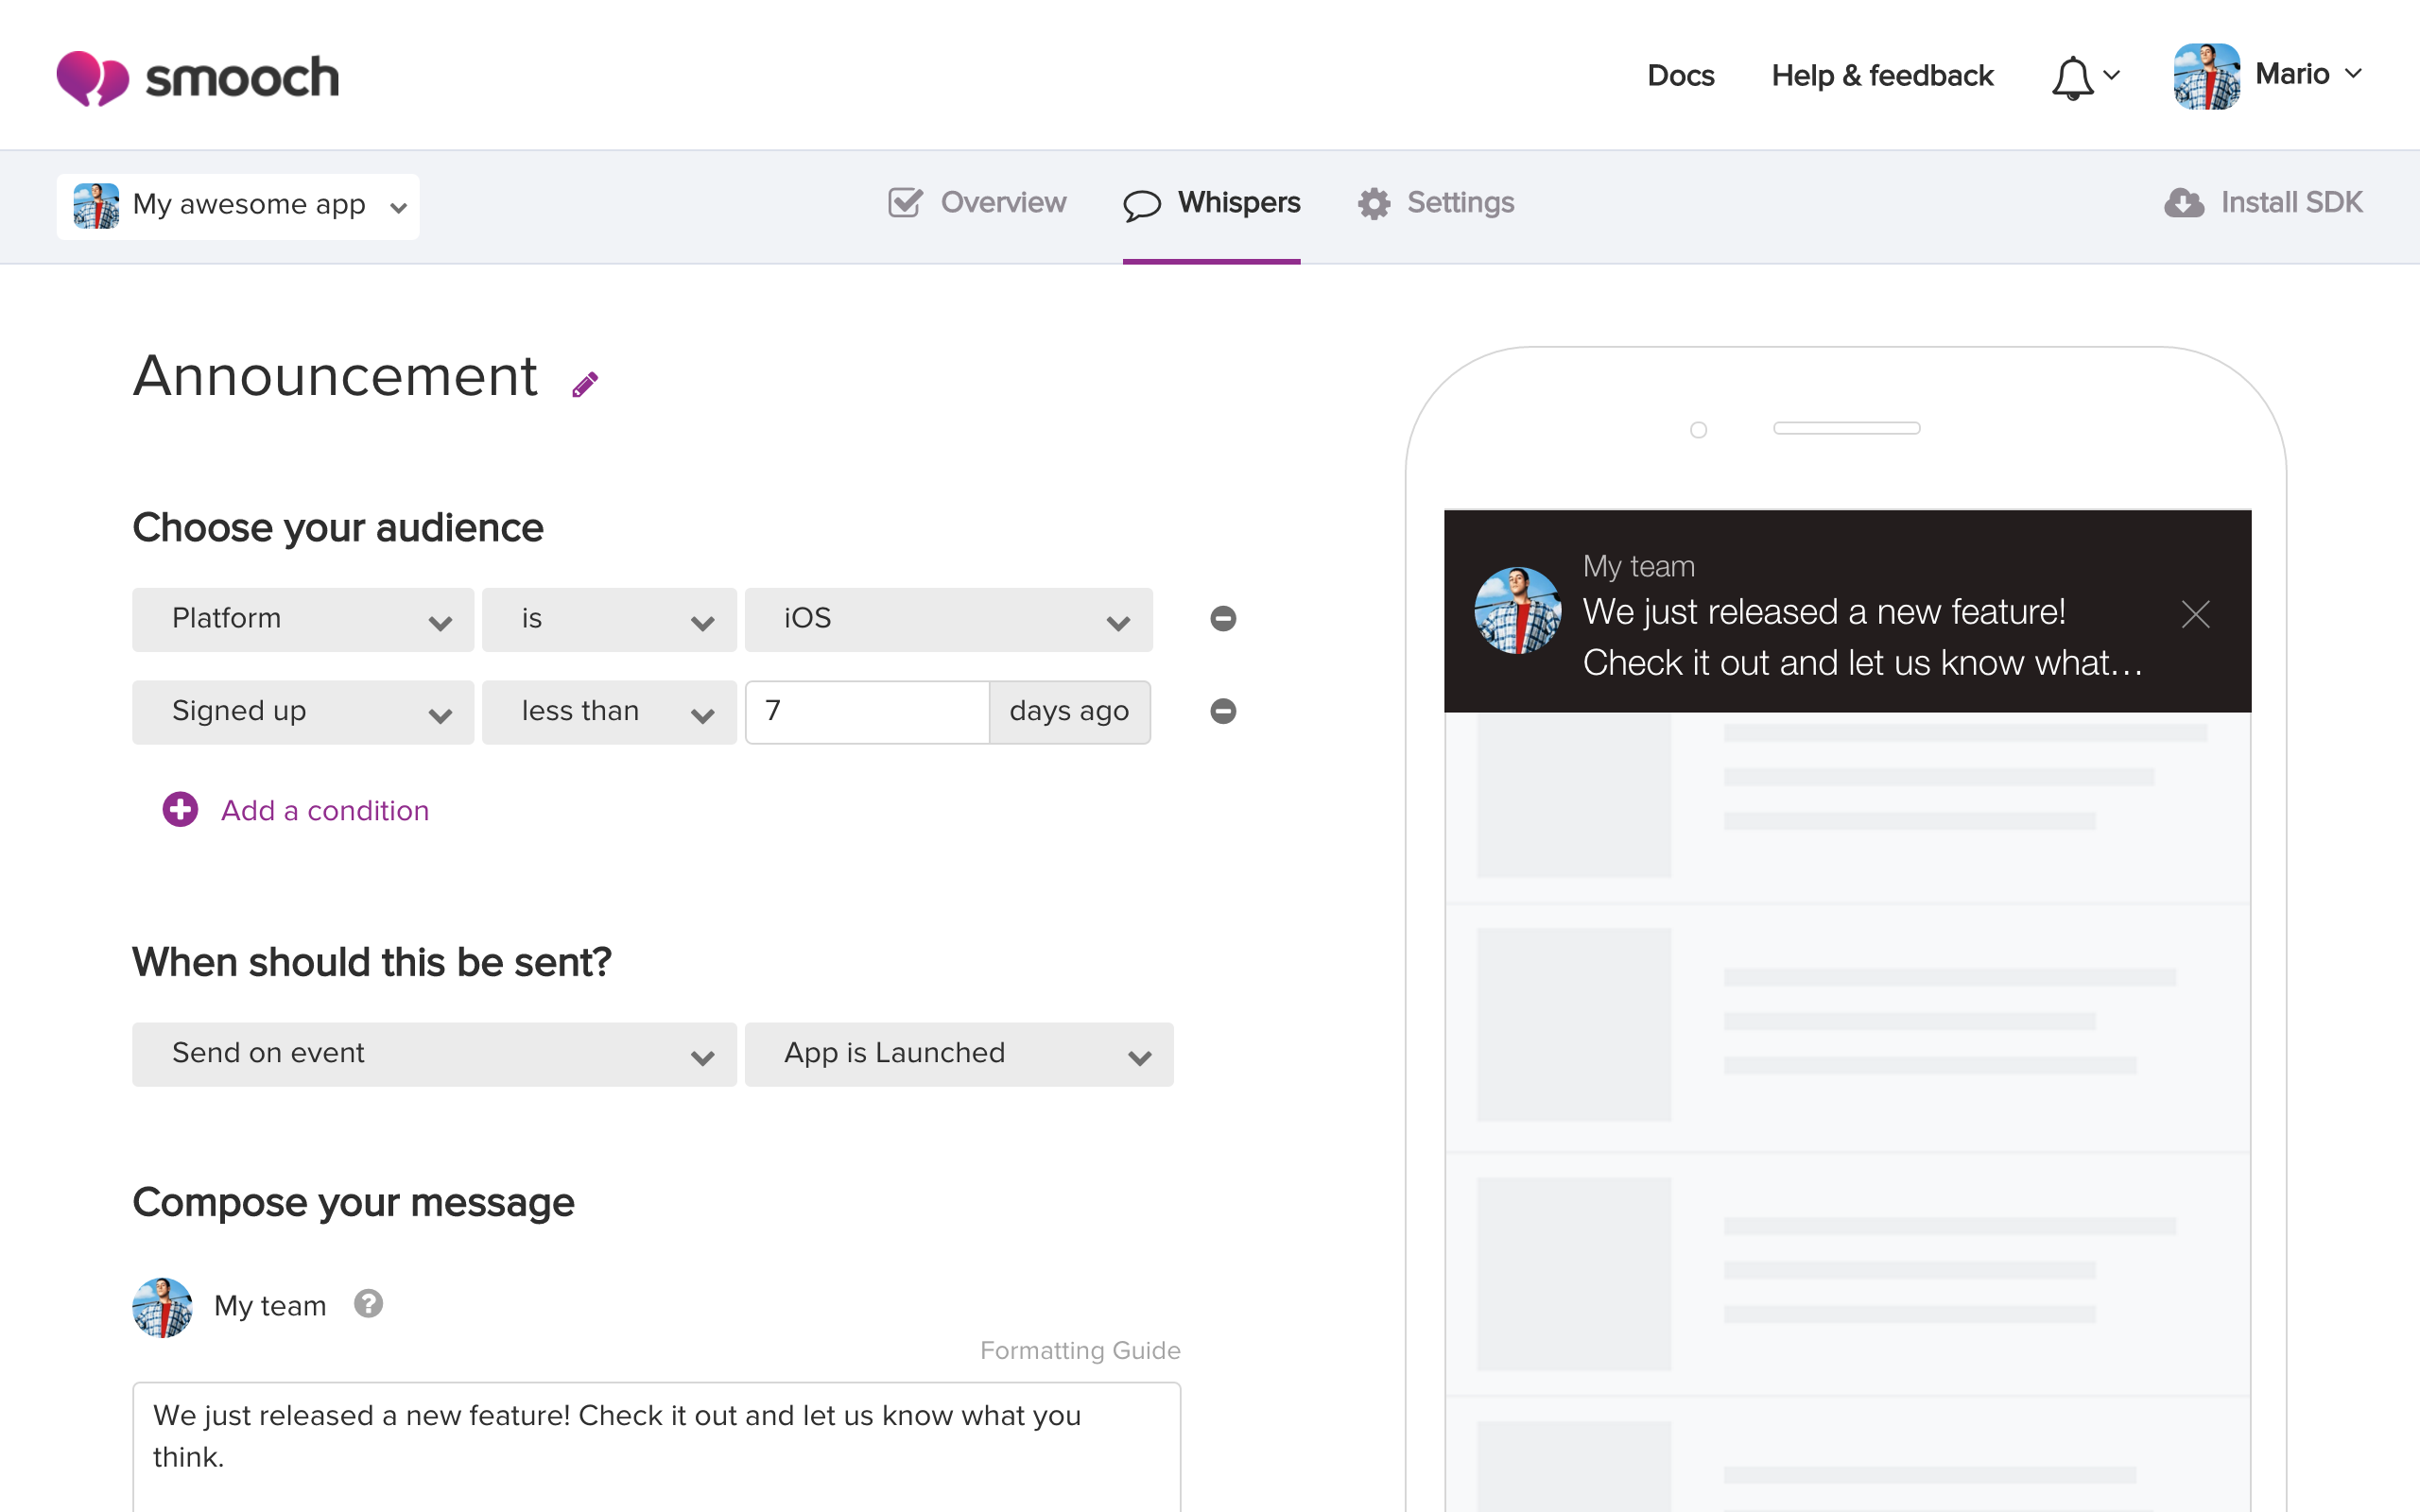 smooch
Docs Help & feedback Mario
My awesome app Overview Whispers Settings Install SDK
Announcement
Choose your audience
Platform is iOS
Signed up less than 7 days ago
Add a condition
When should this be sent?
Send on event App is Launched
Compose your message
My team ?
Formatting Guide
We just released a new feature! Check it out and let us know what you
think.
My team
We just released a new feature!
Check it out and let us know what...